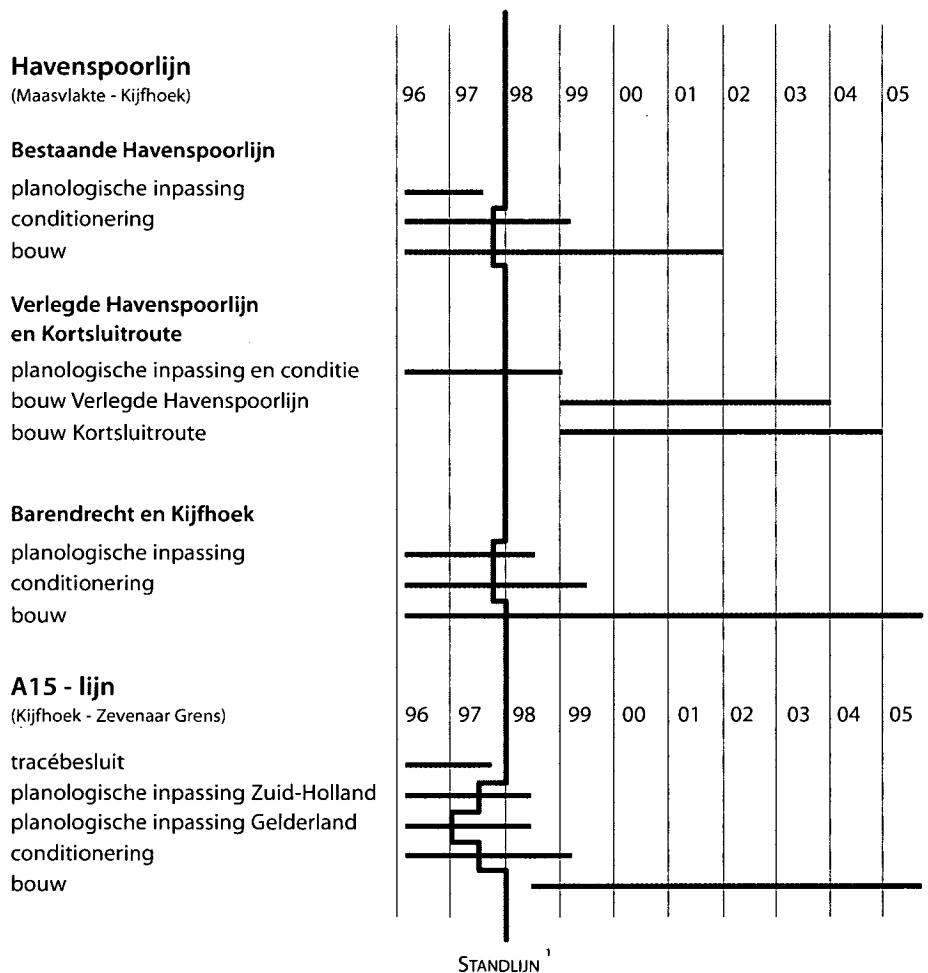 Havenspoorlijn
(Maasvlakte - Kijfhoek)
96 97 98 99 00 01 02 03 04 05
Bestaande Havenspoorlijn
planologische inpassing
conditionering
bouw
Verlegde Havenspoorlijn
en Kortsluitroute
planologische inpassing en conditie
bouw Verlegde Havenspoorlijn
bouw Kortsluitroute
Barendrecht en Kijfhoek
planologische inpassing
conditionering
bouw
A15 - lijn
(Kijfhoek - Zevenaar Grens)
96 97 98 99 00 01 02 03 04 05
tracébesluit
planologische inpassing Zuid-Holland
planologische inpassing Gelderland
conditionering
bouw
STANDLIJN ¹